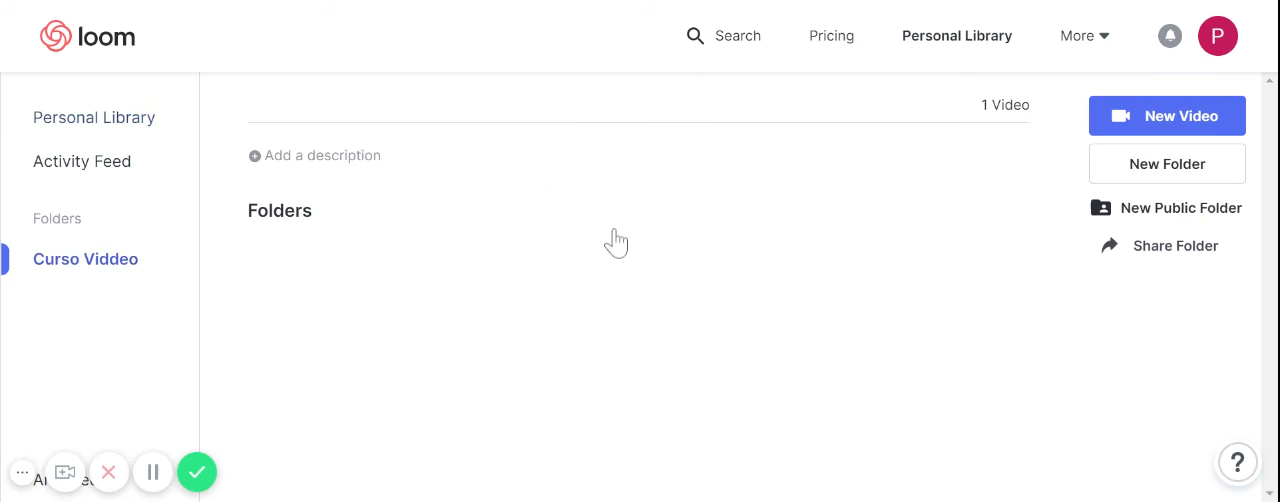 loom
Search
Pricing
Personal Library
More
P
Personal Library
Activity Feed
Folders
Curso Viddeo
1 Video
Add a description
Folders
New Video
New Folder
New Public Folder
Share Folder
?